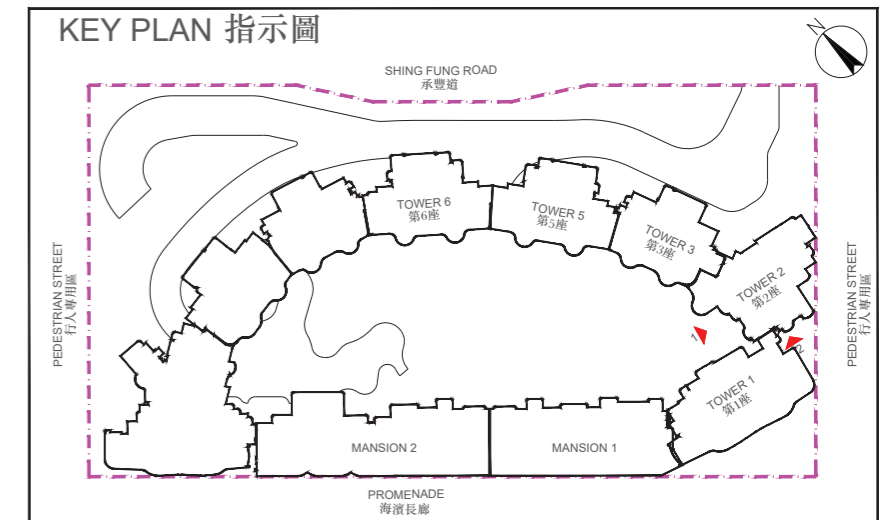 KEY PLAN 指示圖
N
SHING FUNG ROAD
承豐道
TOWER 6
第6座
TOWER 5
第5座
TOWER 3
第3座
TOWER 2
第2座
PEDESTRIAN STREET
行人專用區
PEDESTRIAN STREET
行人專用區
1
2
TOWER 1
第1座
MANSION 2
MANSION 1
PROMENADE
海濱長廊